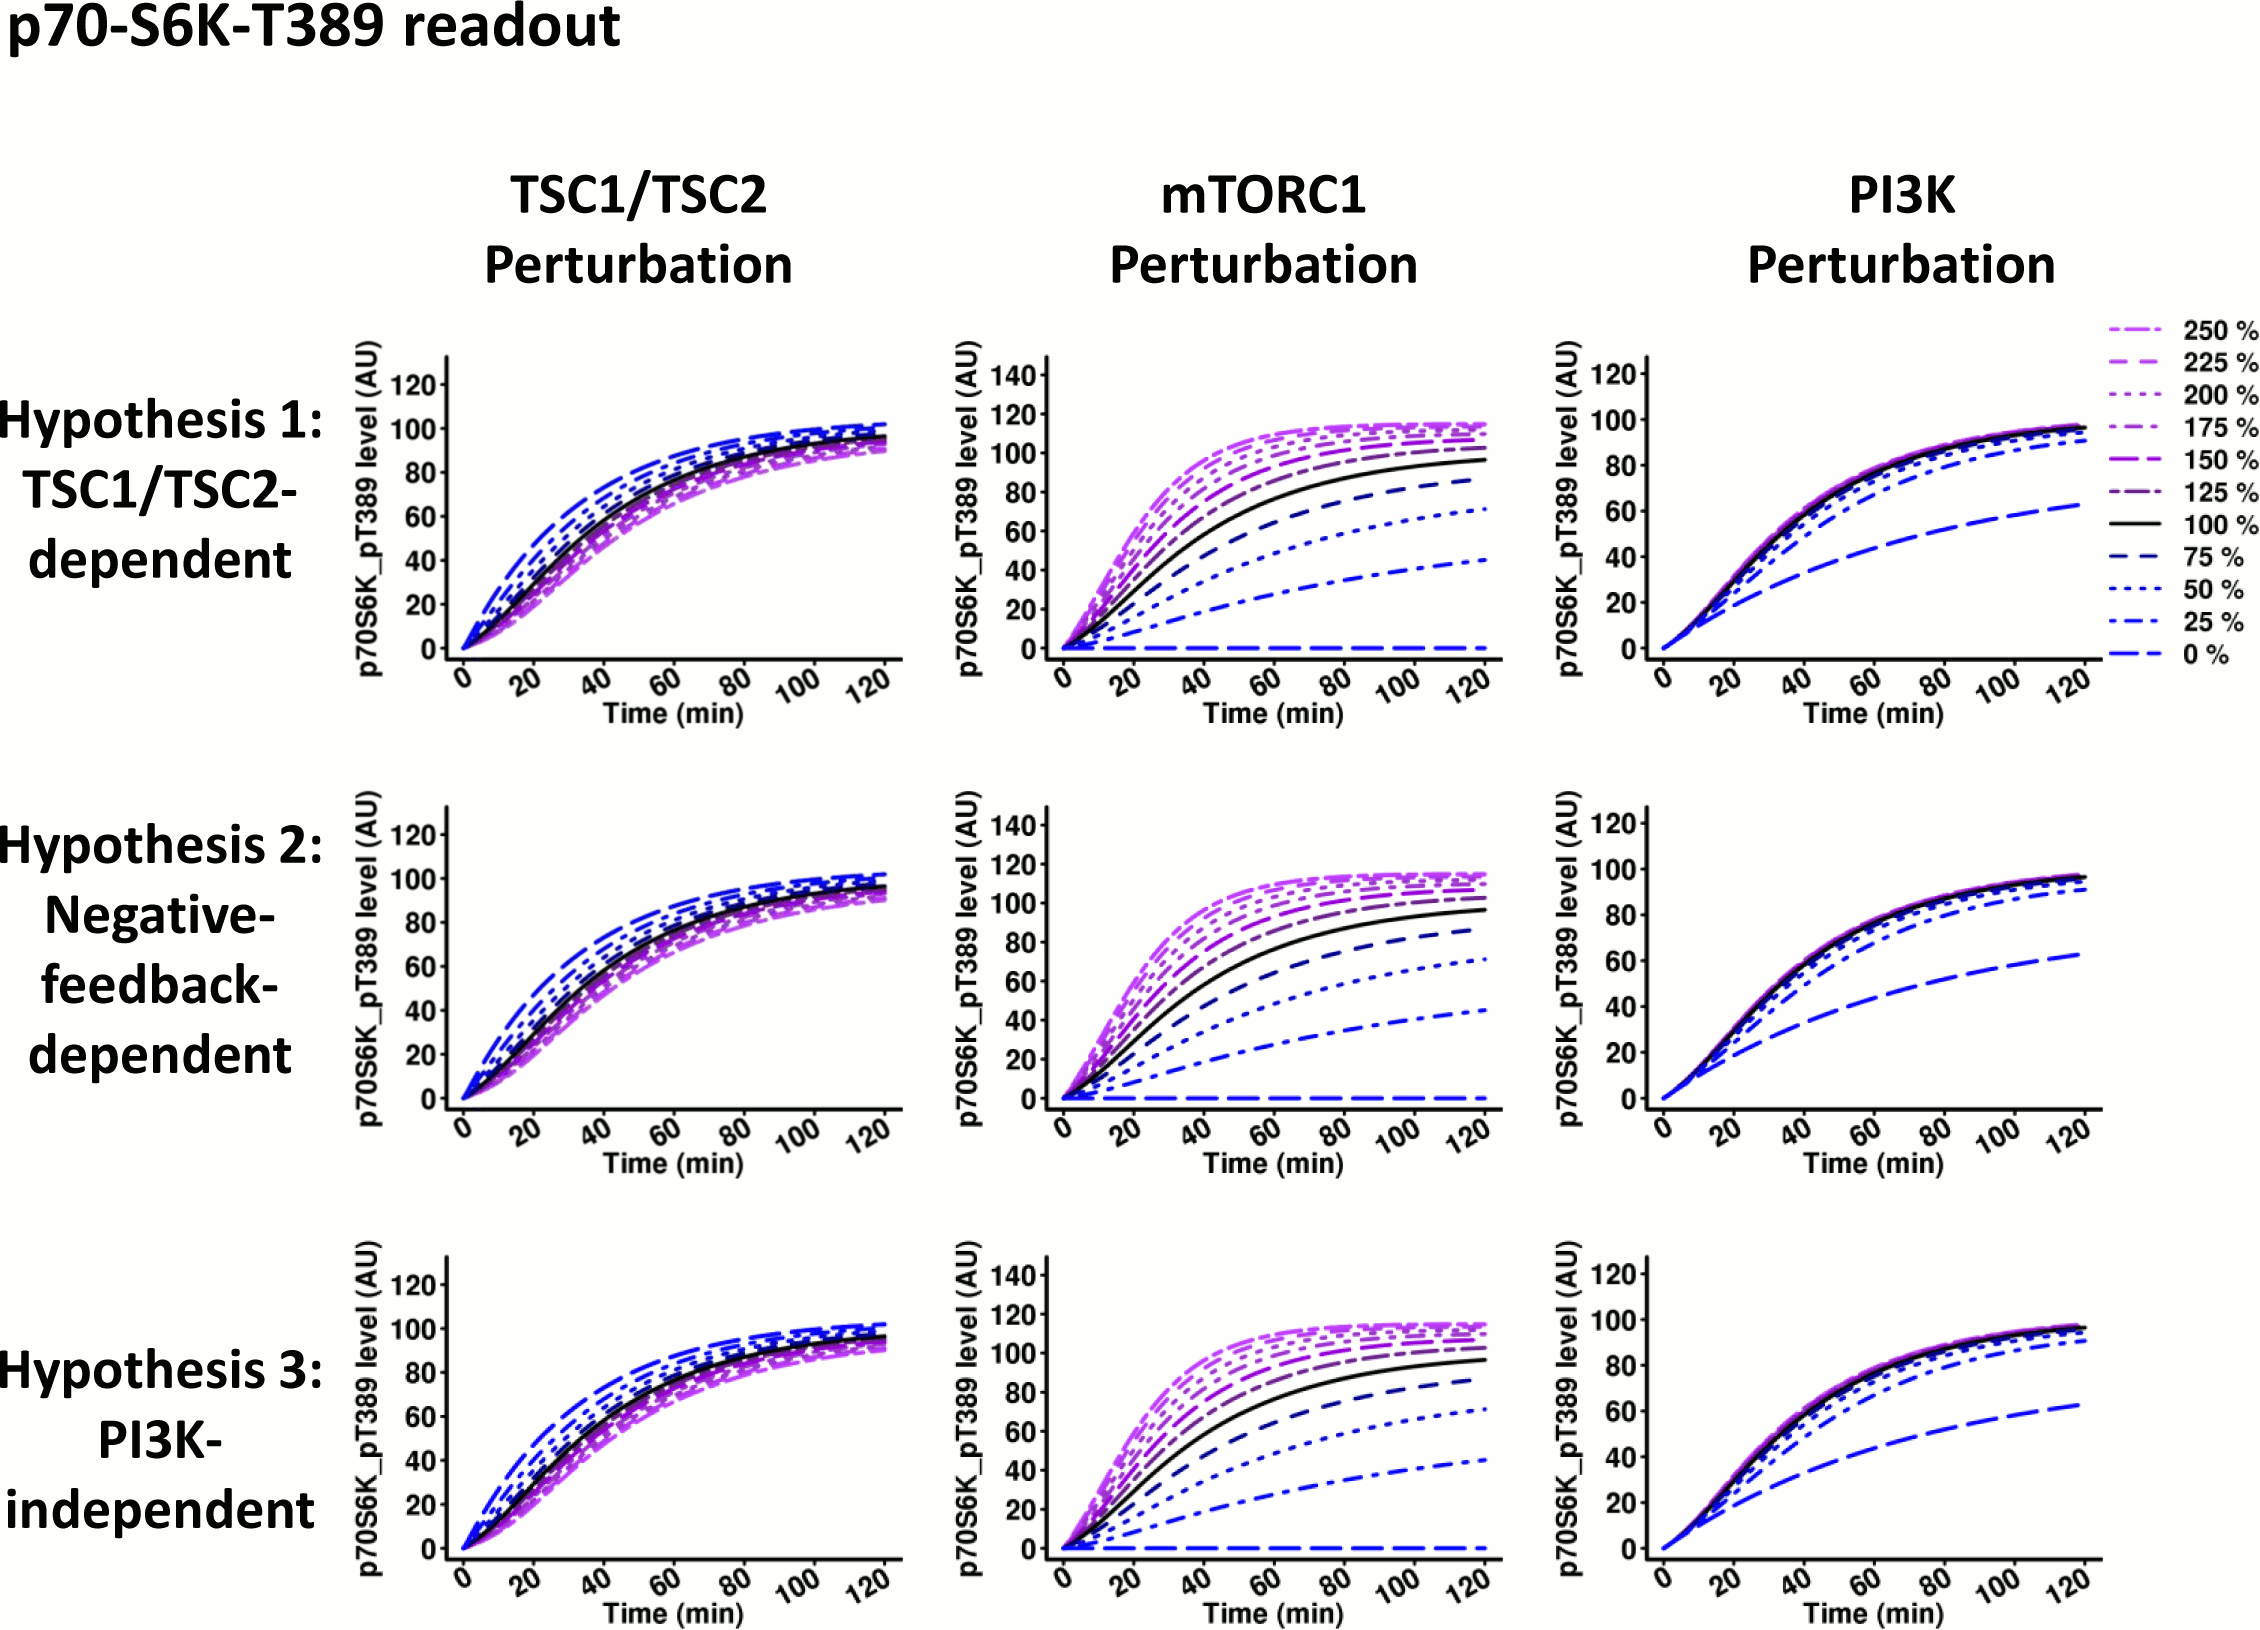 p70-S6K-T389 readout
TSC1/TSC2
Perturbation
mTORC1
Perturbation
PI3K
Perturbation
250 %
225 %
200 %
175 %
150 %
125 %
100 %
75 %
50 %
25 %
0 %
Hypothesis 1:
TSC1/TSC2-
dependent
p70S6K_pT389 level (AU)
120
100
80
60
40
20
0
0 20 40 60 80 100 120
Time (min)
p70S6K_pT389 level (AU)
140
120
100
80
60
40
20
0
0 20 40 60 80 100 120
Time (min)
p70S6K_pT389 level (AU)
120
100
80
60
40
20
0
0 20 40 60 80 100 120
Time (min)
Hypothesis 2:
Negative-
feedback-
dependent
p70S6K_pT389 level (AU)
120
100
80
60
40
20
0
0 20 40 60 80 100 120
Time (min)
p70S6K_pT389 level (AU)
140
120
100
80
60
40
20
0
0 20 40 60 80 100 120
Time (min)
p70S6K_pT389 level (AU)
120
100
80
60
40
20
0
0 20 40 60 80 100 120
Time (min)
Hypothesis 3:
PI3K-
independent
p70S6K_pT389 level (AU)
120
100
80
60
40
20
0
0 20 40 60 80 100 120
Time (min)
p70S6K_pT389 level (AU)
140
120
100
80
60
40
20
0
0 20 40 60 80 100 120
Time (min)
p70S6K_pT389 level (AU)
120
100
80
60
40
20
0
0 20 40 60 80 100 120
Time (min)